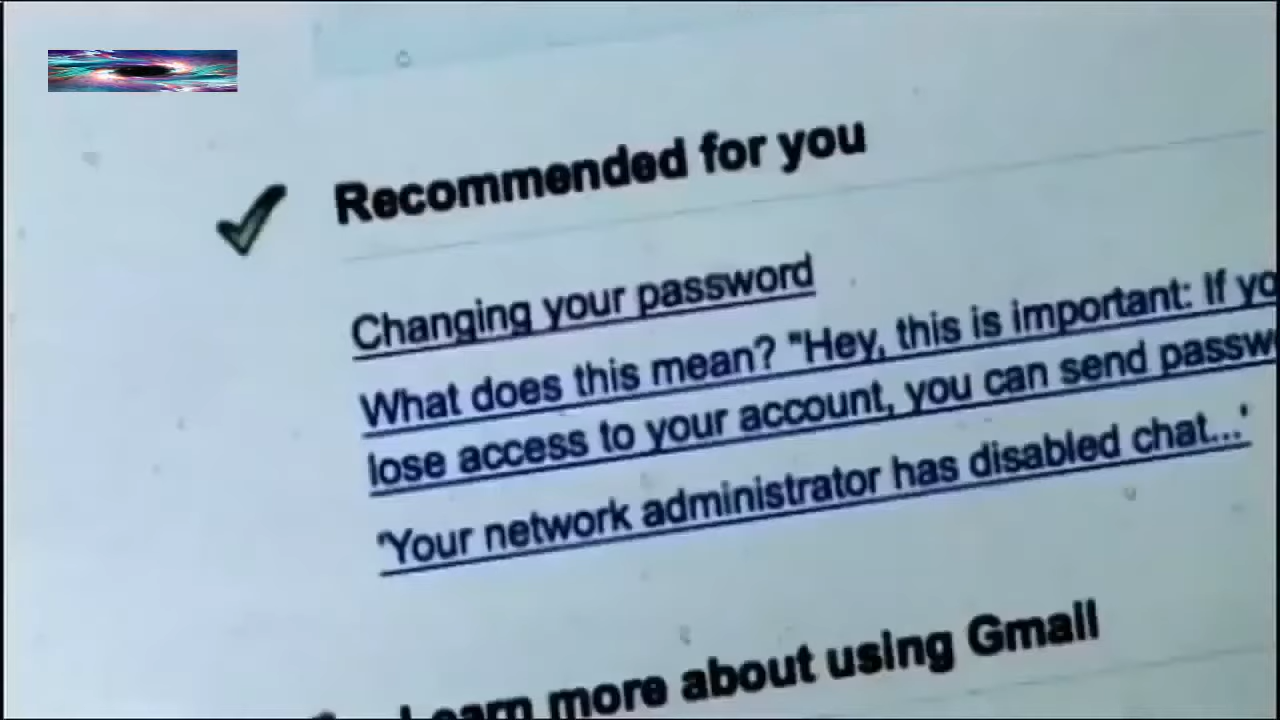 Recommended for you
Changing your password
What does this mean? "Hey, this is important: If
lose access to your account, you can send
'Your network administrator has disabled chat...'
Learn more about using Gmail